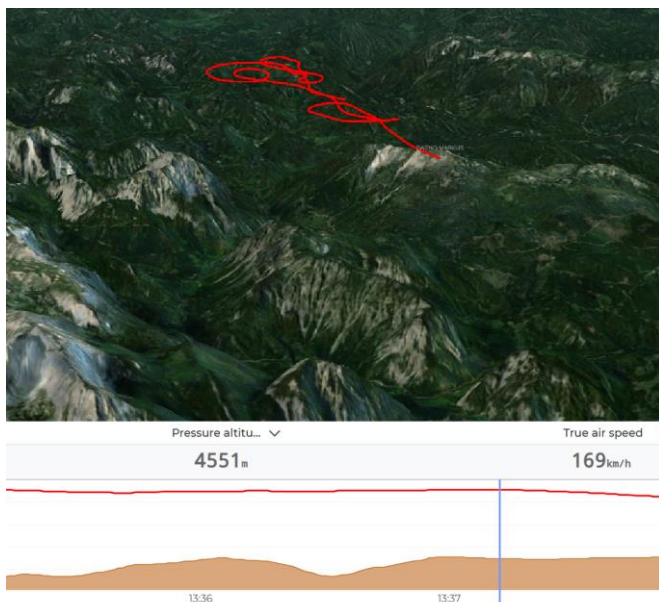 Pressure altitu...
True air speed
4551m
169km/h
13:36
13:37